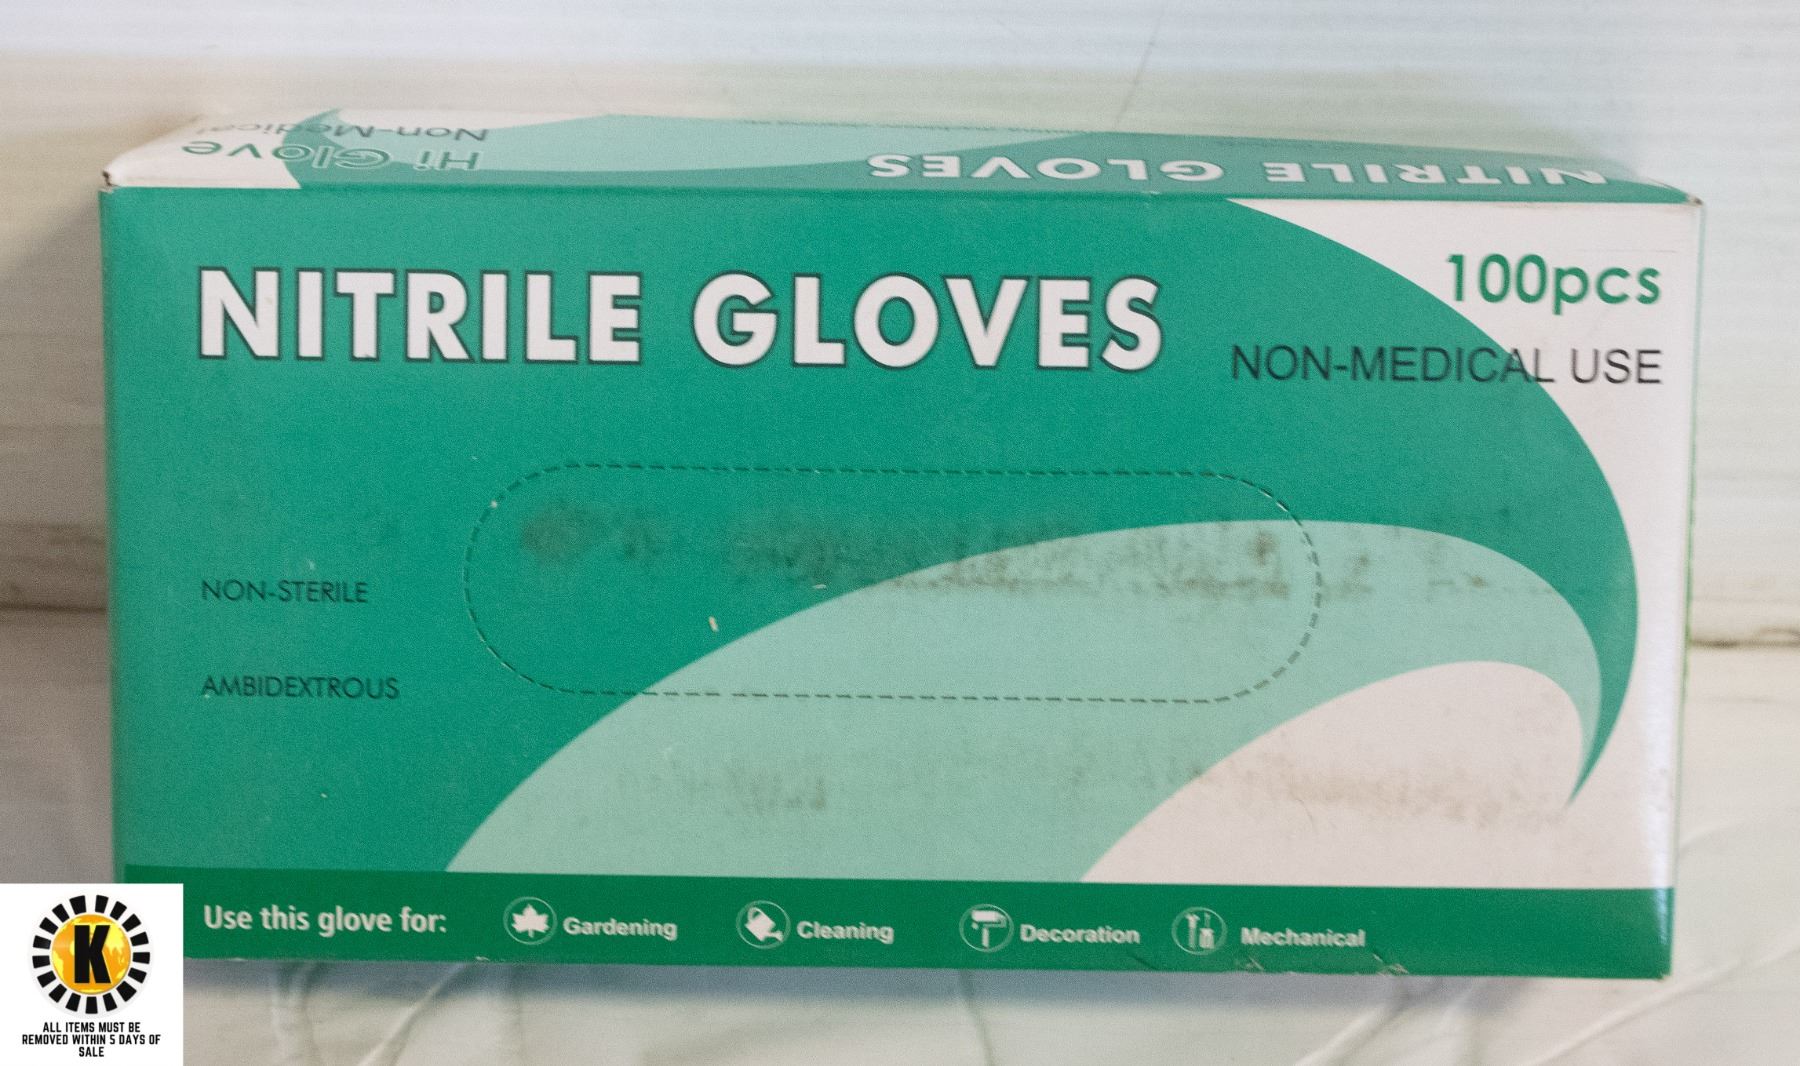 Hi Glove
Non-Medical
NITRILE GLOVES
NITRILE GLOVES
100pcs
NON-MEDICAL USE
NON-STERILE
AMBIDEXTROUS
Use this glove for: Gardening Cleaning Decoration Mechanical
K
ALL ITEMS MUST BE
REMOVED WITHIN 5 DAYS OF
SALE